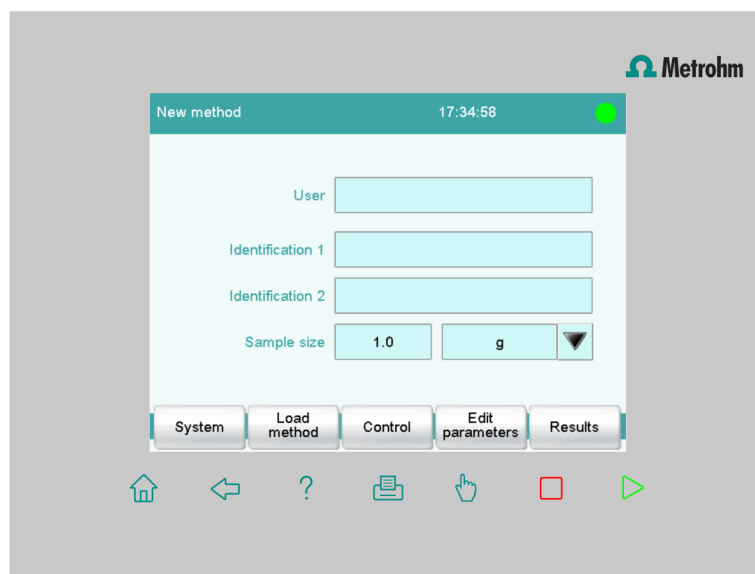 Metrohm
New method 17:34:58
User
Identification 1
Identification 2
Sample size 1.0 g
System Load method Control Edit parameters Results
?